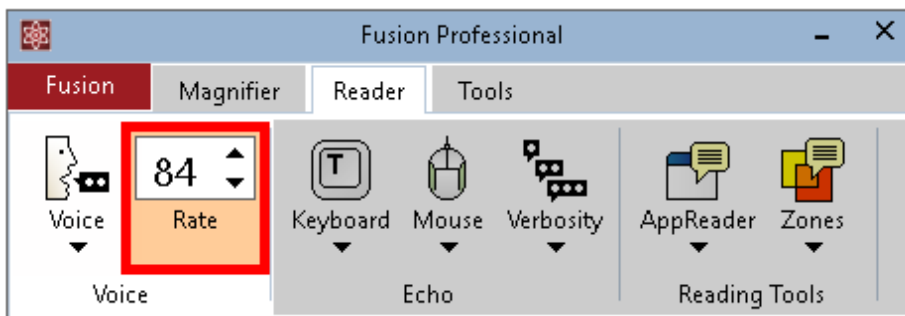 Fusion Professional
Fusion Magnifier Reader Tools
84
T
Voice Rate Keyboard Mouse Verbosity AppReader Zones
Voice Echo Reading Tools